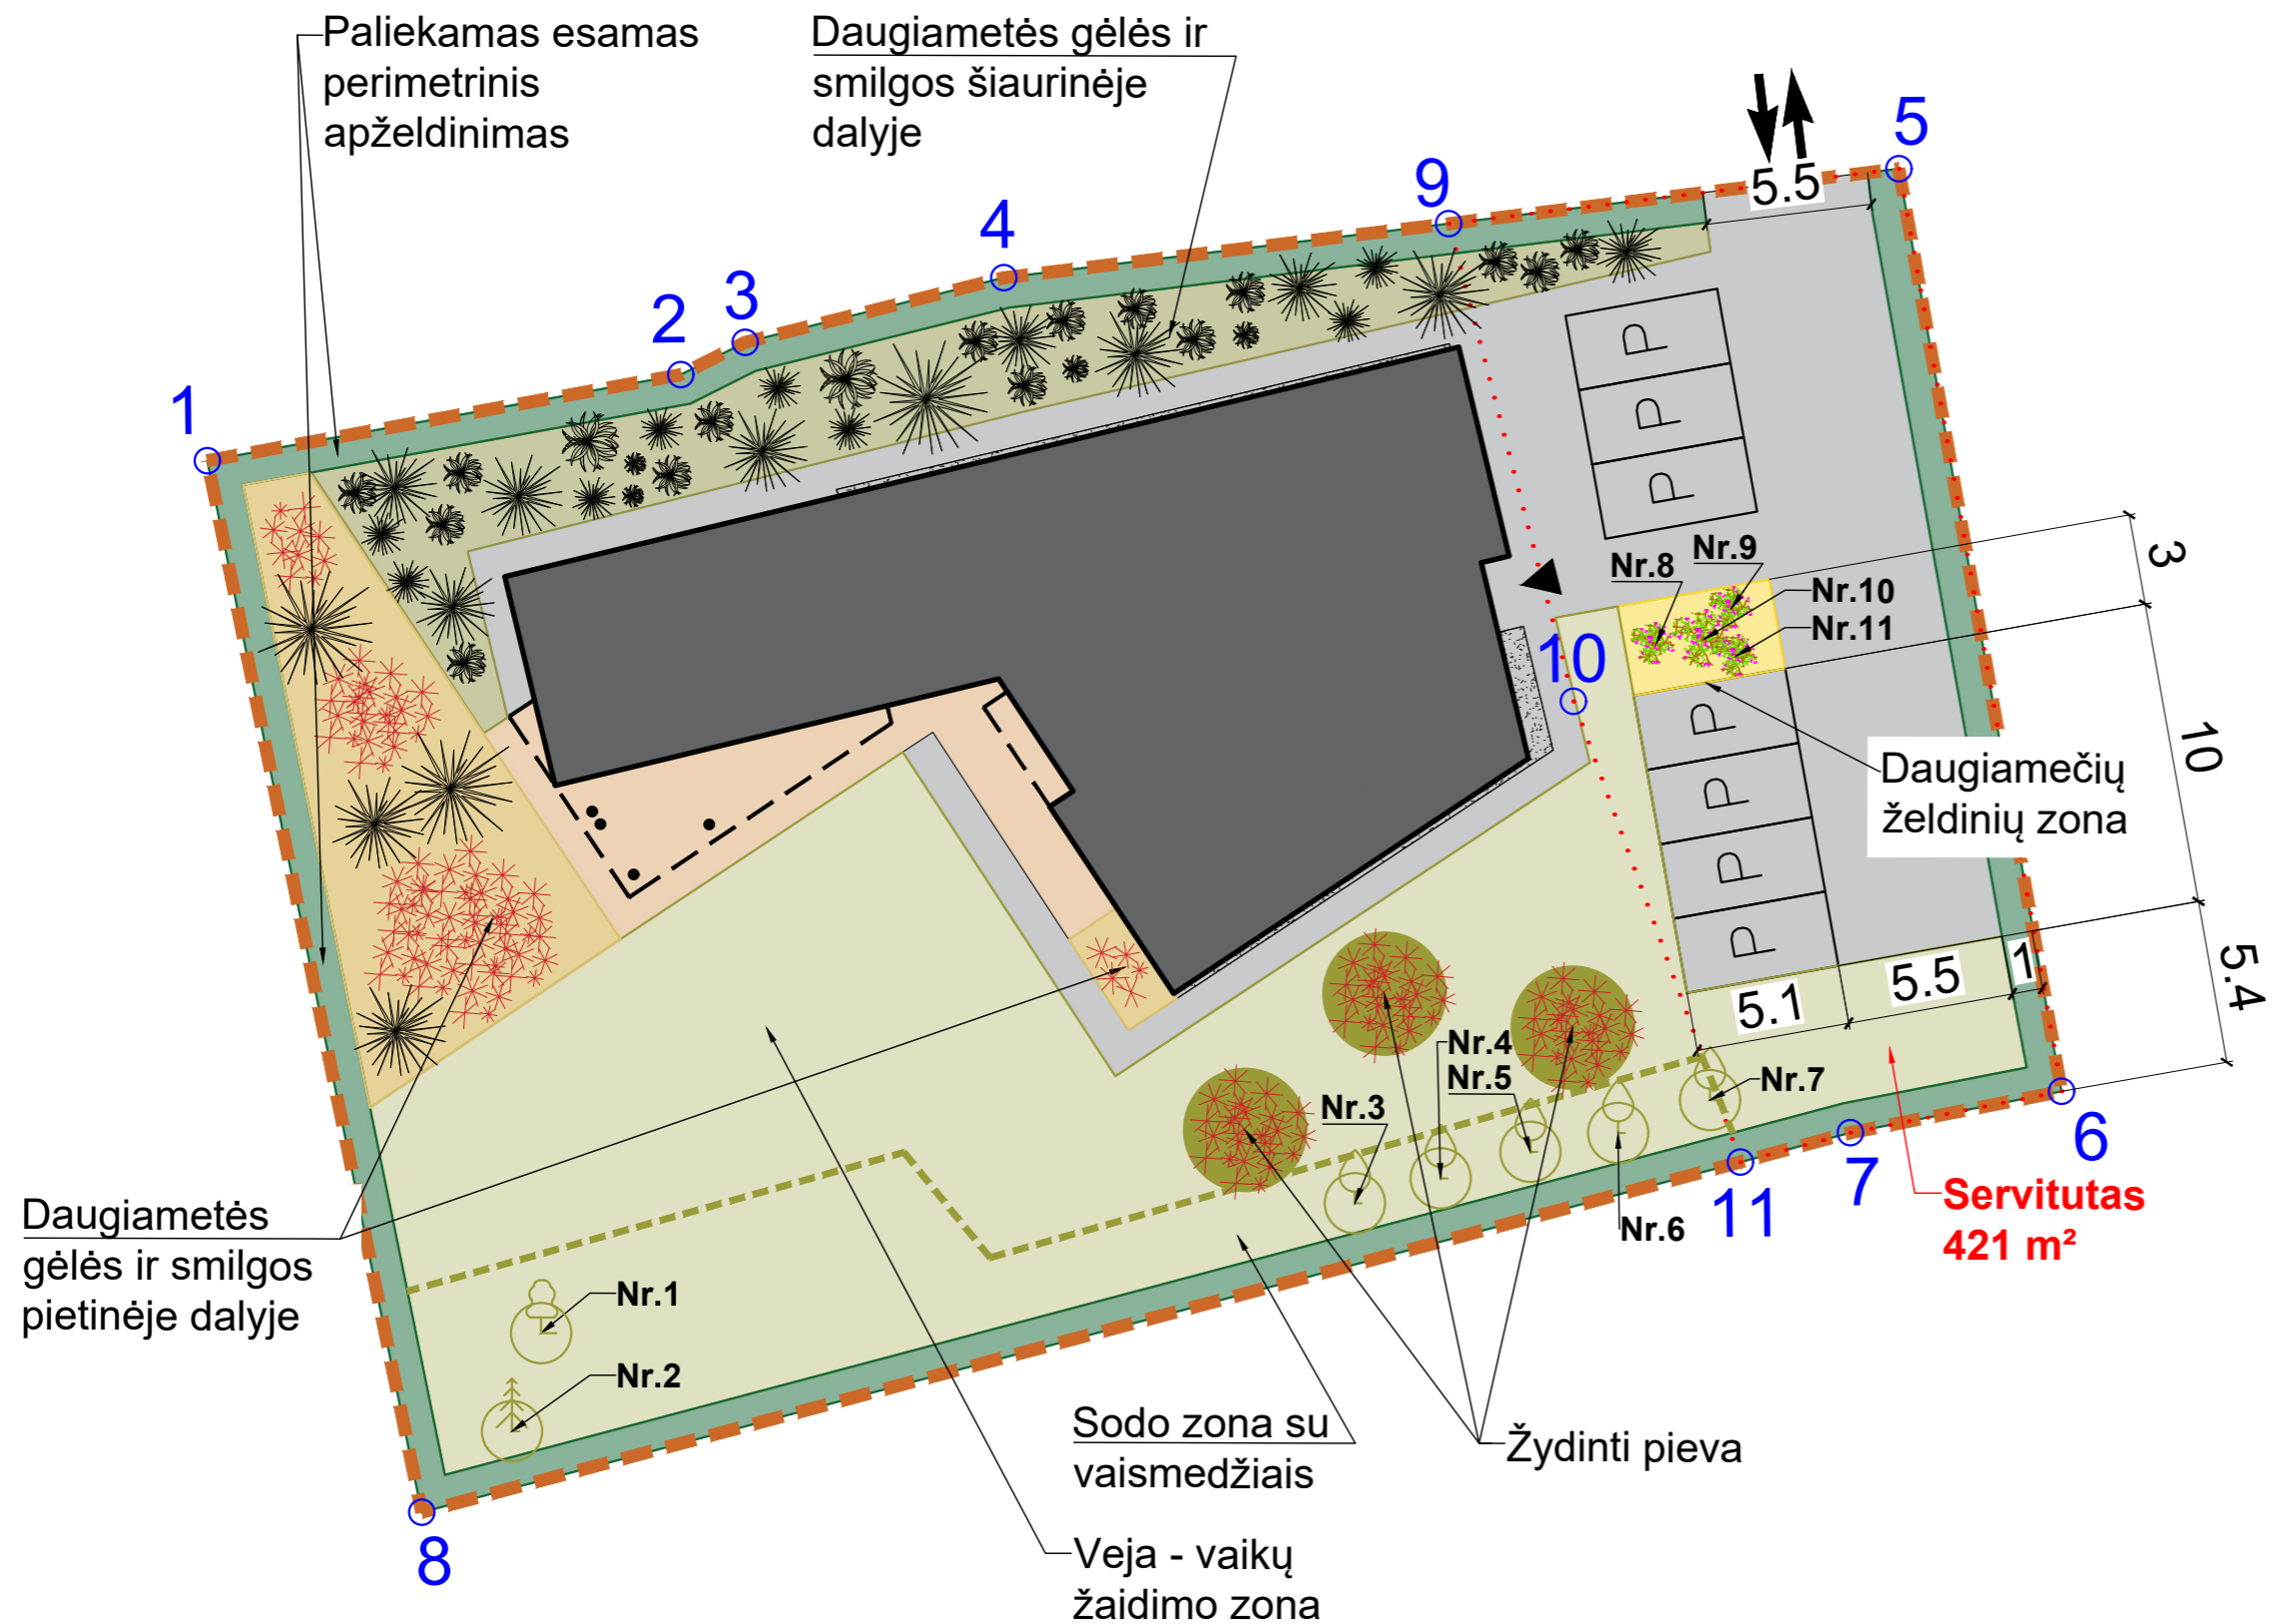 Paliekamas esamas
perimetrinis
apželdinimas
Daugiametės gėlės ir
smilgos šiaurinėje
dalyje
5
5.5
9
4
3
2
1
P
P
P
3
Nr.9
Nr.8
Nr.10
Nr.11
10
P
P
P
P
10
Daugiamečių
želdinių zona
5.1
5.5
1
5.4
Nr.4
Nr.5
Nr.3
Nr.7
Nr.6
6
7
11
Servitutas
421 m²
Daugiametės
gėlės ir smilgos
pietinėje dalyje
Nr.1
Nr.2
8
Sodo zona su
vaismedžiais
Žydinti pieva
Veja - vaikų
žaidimo zona